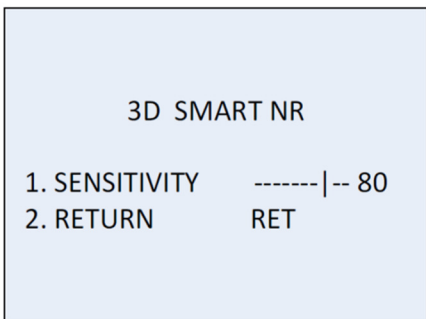 3D SMART NR
1. SENSITIVITY -------|-- 80
2. RETURN RET